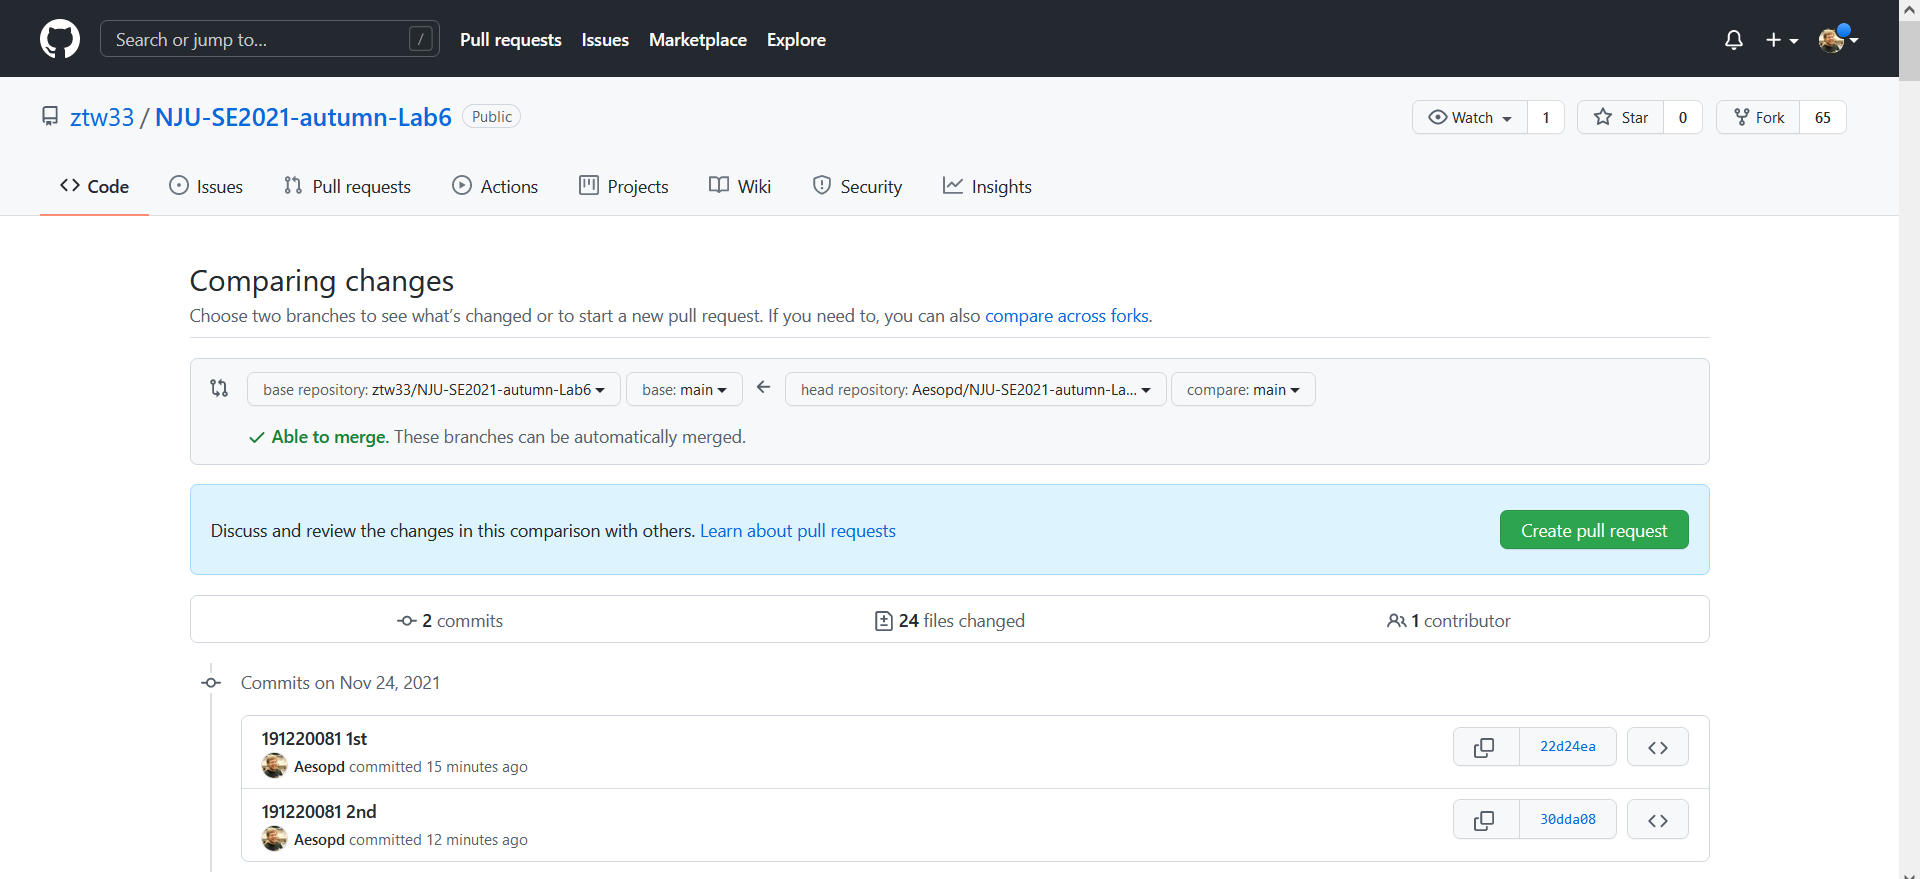 Search or jump to... /
Pull requests Issues Marketplace Explore
ztw33 / NJU-SE2021-autumn-Lab6 Public
Watch 1 Star 0 Fork 65
Code Issues Pull requests Actions Projects Wiki Security Insights
Comparing changes
Choose two branches to see what’s changed or to start a new pull request. If you need to, you can also compare across forks.
base repository: ztw33/NJU-SE2021-autumn-Lab6 base: main ← head repository: Aesopd/NJU-SE2021-autumn-La... compare: main
Able to merge. These branches can be automatically merged.
Discuss and review the changes in this comparison with others. Learn about pull requests Create pull request
2 commits 24 files changed 1 contributor
Commits on Nov 24, 2021
191220081 1st
Aesopd committed 15 minutes ago 22d24ea
191220081 2nd
Aesopd committed 12 minutes ago 30dda08